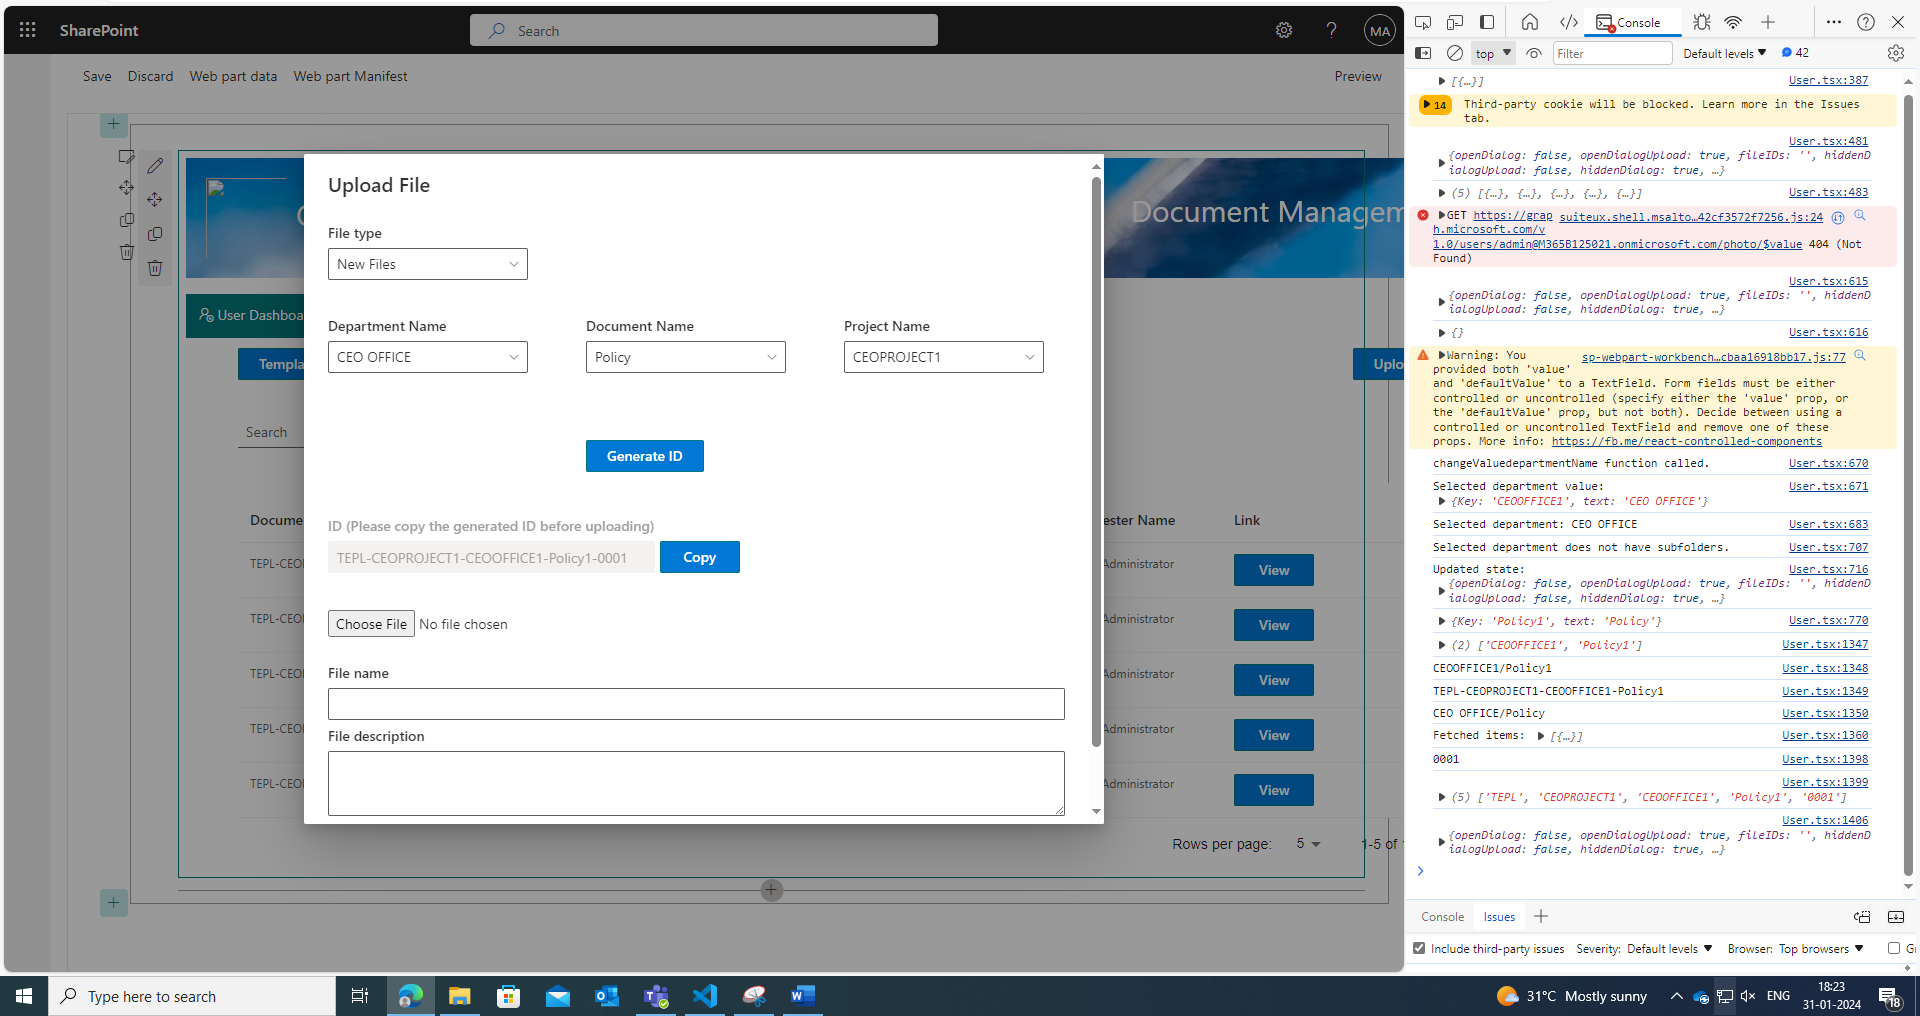 SharePoint
Search
MA
Save
Discard
Web part data
Web part Manifest
Preview
Document Managem
User Dashboa
Templa
Uplo
Search
Docume
ester Name
Link
TEPL-CEOI
Administrator
View
TEPL-CEOI
Administrator
View
TEPL-CEOI
Administrator
View
TEPL-CEOI
Administrator
View
TEPL-CEOI
Administrator
View
Rows per page:
5
1-5 of
Upload File
File type
New Files
Department Name
Document Name
Project Name
CEO OFFICE
Policy
CEOPROJECT1
Generate ID
ID (Please copy the generated ID before uploading)
TEPL-CEOPROJECT1-CEOOFFICE1-Policy1-0001
Copy
Choose File No file chosen
File name
File description
Console
top
Filter
Default levels
42
[{…}]
User.tsx:387
14
Third-party cookie will be blocked. Learn more in the Issues
tab.
User.tsx:481
{openDialog: false, openDialogUpload: true, fileIDs: '', hiddenD
ialogUpload: false, hiddenDialog: true, …}
(5) [{…}, {…}, {…}, {…}, {…}]
User.tsx:483
GET https://grap
suiteux.shell.msalto…42cf3572f7256.js:24
h.microsoft.com/v
1.0/users/admin@M365B125021.onmicrosoft.com/photo/$value 404 (Not
Found)
User.tsx:615
{openDialog: false, openDialogUpload: true, fileIDs: '', hiddenD
ialogUpload: false, hiddenDialog: true, …}
{}
User.tsx:616
Warning: You
sp-webpart-workbench…cbaa16918bb17.js:77
provided both 'value'
and 'defaultValue' to a TextField. Form fields must be either
controlled or uncontrolled (specify either the 'value' prop, or
the 'defaultValue' prop, but not both). Decide between using a
controlled or uncontrolled TextField and remove one of these
props. More info: https://fb.me/react-controlled-components
changeValuedepartmentName function called.
User.tsx:670
Selected department value:
User.tsx:671
{Key: 'CEOOFFICE1', text: 'CEO OFFICE'}
Selected department: CEO OFFICE
User.tsx:683
Selected department does not have subfolders.
User.tsx:707
Updated state:
User.tsx:716
{openDialog: false, openDialogUpload: true, fileIDs: '', hiddenD
ialogUpload: false, hiddenDialog: true, …}
{Key: 'Policy1', text: 'Policy'}
User.tsx:770
(2) ['CEOOFFICE1', 'Policy1']
User.tsx:1347
CEOOFFICE1/Policy1
User.tsx:1348
TEPL-CEOPROJECT1-CEOOFFICE1-Policy1
User.tsx:1349
CEO OFFICE/Policy
User.tsx:1350
Fetched items: [{…}]
User.tsx:1360
0001
User.tsx:1398
User.tsx:1399
(5) ['TEPL', 'CEOPROJECT1', 'CEOOFFICE1', 'Policy1', '0001']
User.tsx:1406
{openDialog: false, openDialogUpload: true, fileIDs: '', hiddenD
ialogUpload: false, hiddenDialog: true, …}
Console
Issues
Include third-party issues
Severity: Default levels
Browser: Top browsers
Gr
Type here to search
31°C Mostly sunny
ENG
18:23
31-01-2024
18